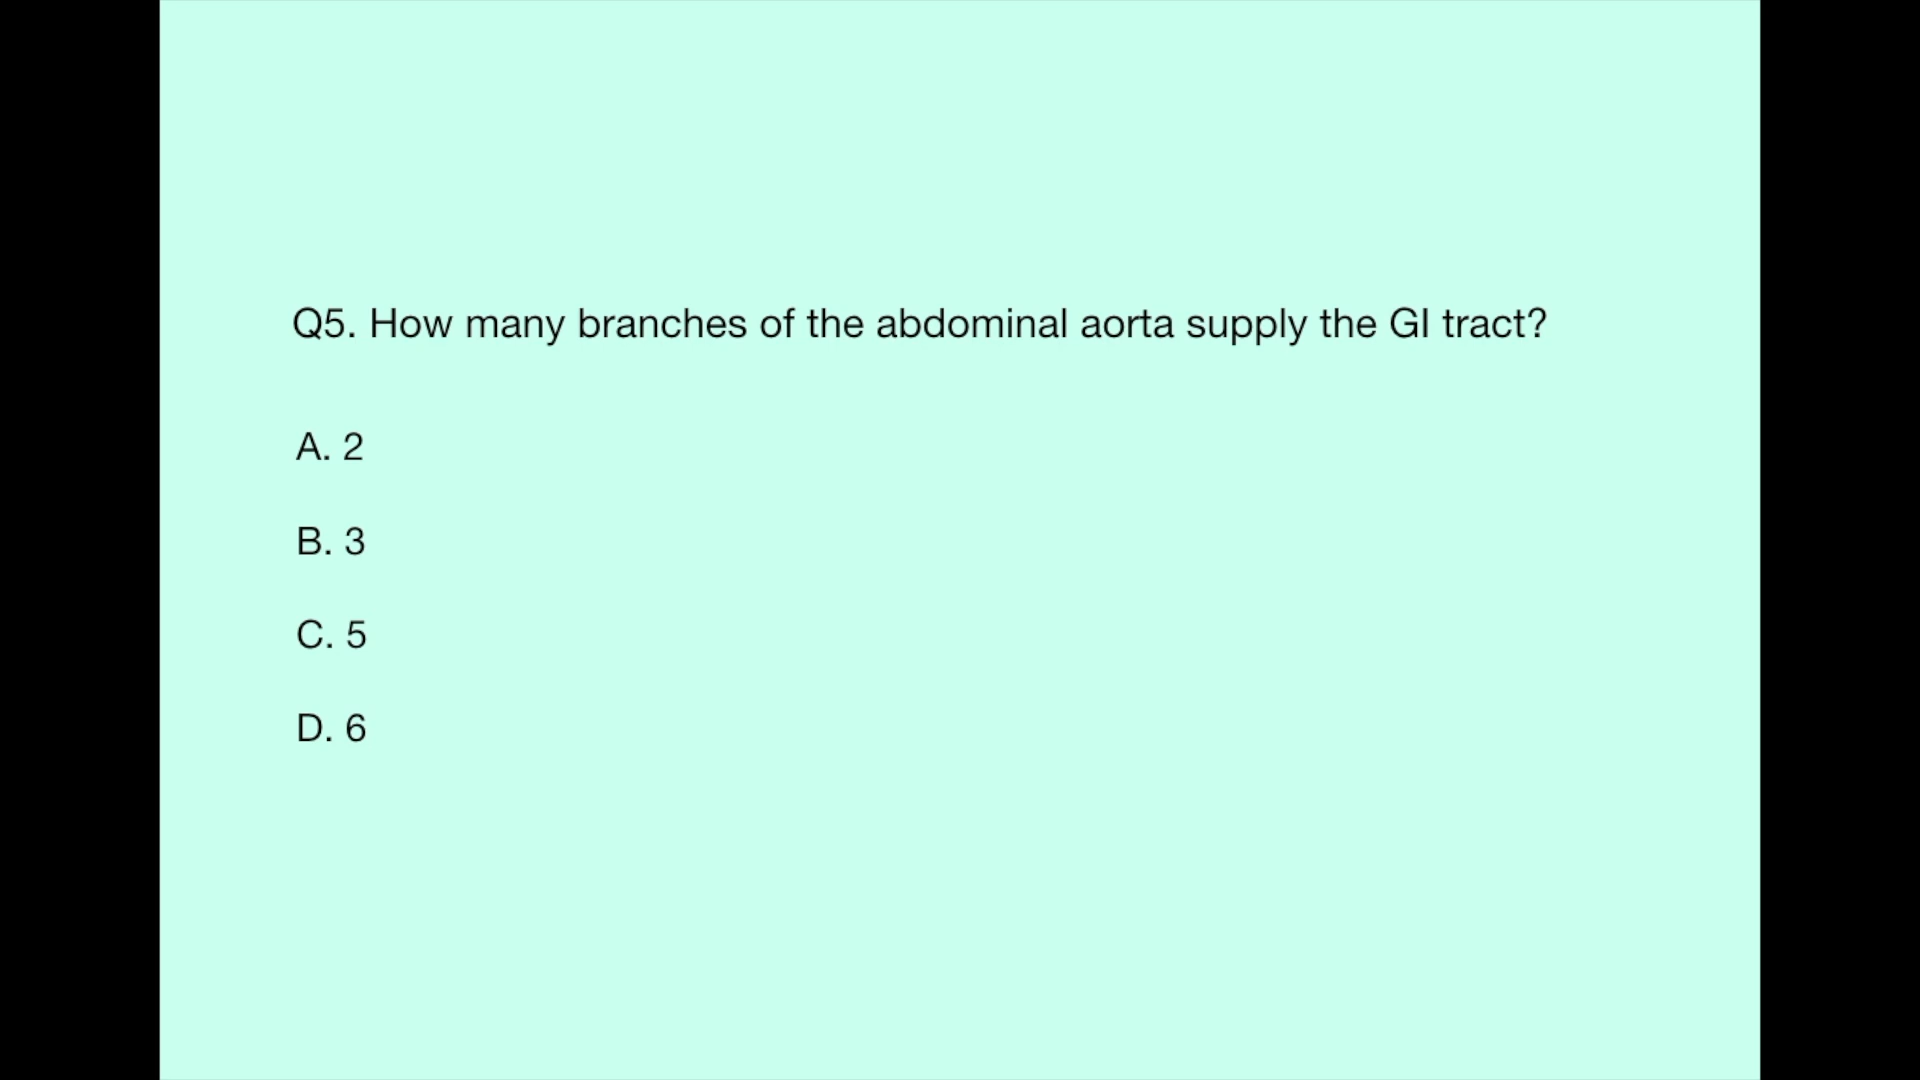 Q5. How many branches of the abdominal aorta supply the GI tract?
A. 2
B. 3
C. 5
D. 6